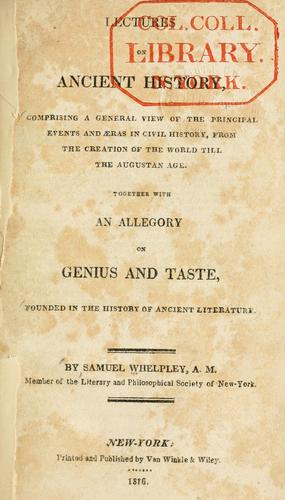 LECTURES
COL. COLL.
ON
LIBRARY.
ANCIENT HISTORY,
N.YORK.
COMPRISING A GENERAL VIEW OF THE PRINCIPAL
EVENTS AND ÆRAS IN CIVIL HISTORY, FROM
THE CREATION OF THE WORLD TILL
THE AUGUSTAN AGE.
TOGETHER WITH
AN ALLEGORY
ON
GENIUS AND TASTE,
FOUNDED IN THE HISTORY OF ANCIENT LITERATURE.
BY SAMUEL WHELPLEY, A. M.
Member of the Literary and Philosophical Society of New-York.
NEW-YORK:
Printed and Published by Van Winkle & Wiley.
1816.